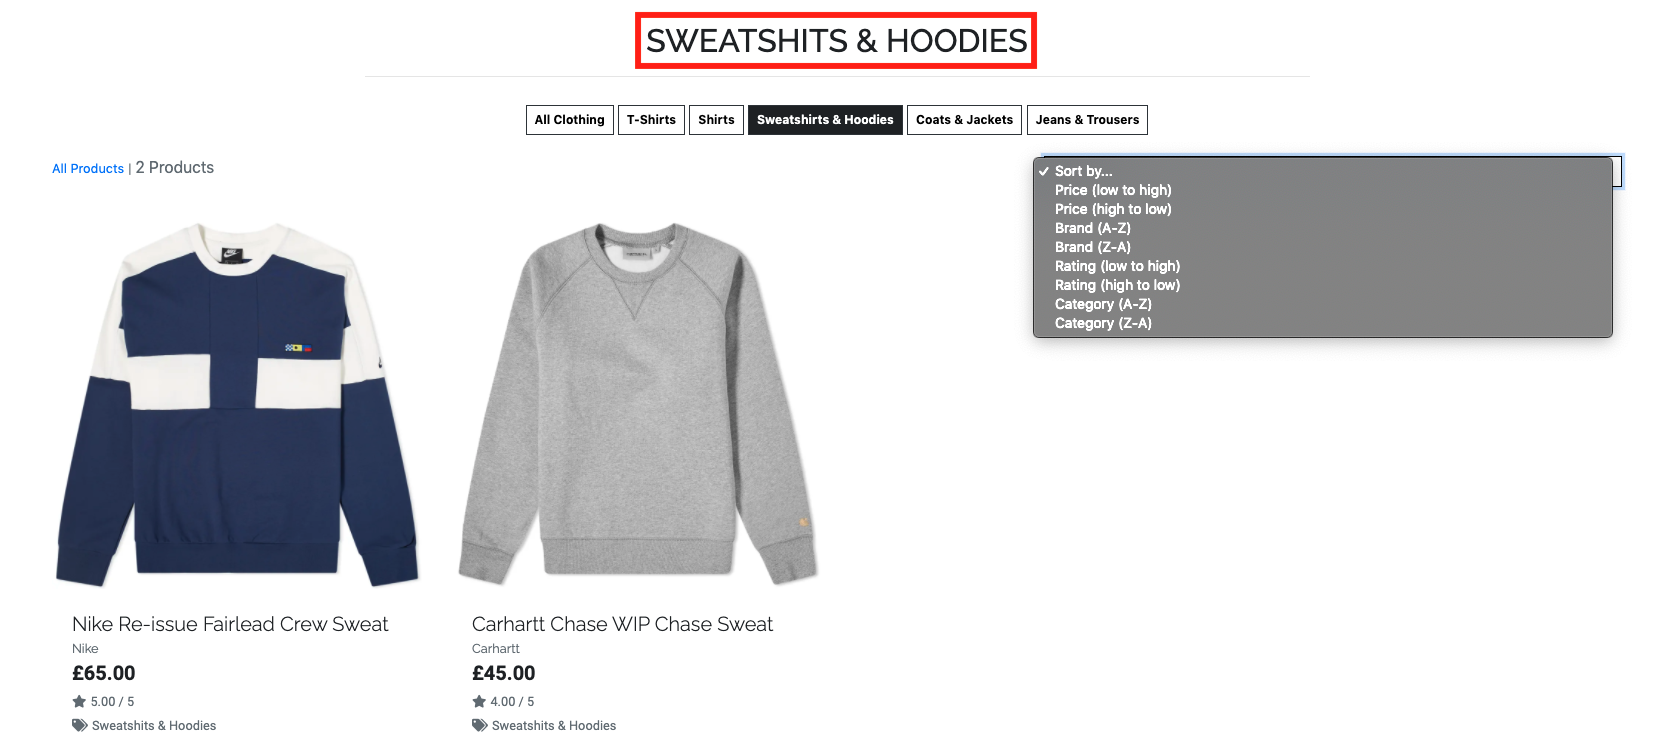 SWEATSHITS & HOODIES
All Clothing T-Shirts Shirts Sweatshirts & Hoodies Coats & Jackets Jeans & Trousers
All Products | 2 Products
Sort by...
Price (low to high)
Price (high to low)
Brand (A-Z)
Brand (Z-A)
Rating (low to high)
Rating (high to low)
Category (A-Z)
Category (Z-A)
Nike Re-issue Fairlead Crew Sweat
Nike
£65.00
5.00 / 5
Sweatshits & Hoodies
Carhartt Chase WIP Chase Sweat
Carhartt
£45.00
4.00 / 5
Sweatshits & Hoodies